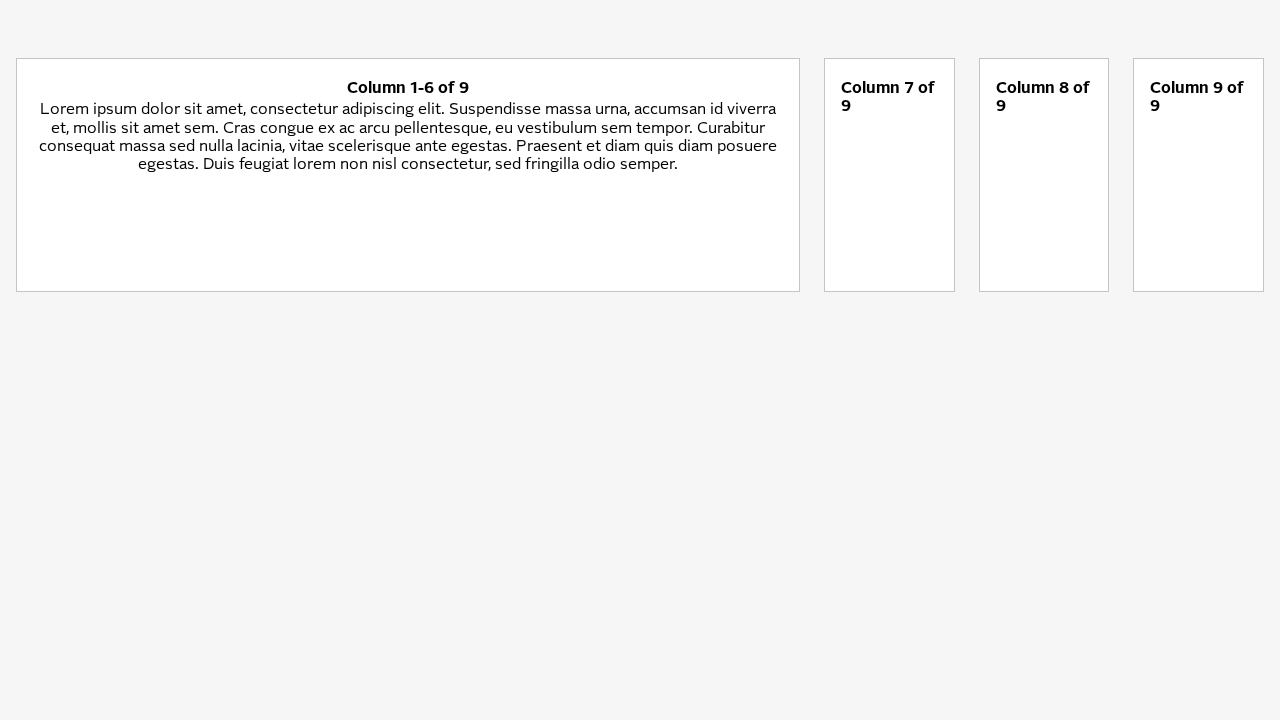 Column 1-6 of 9
Lorem ipsum dolor sit amet, consectetur adipiscing elit. Suspendisse massa urna, accumsan id viverra
et, mollis sit amet sem. Cras congue ex ac arcu pellentesque, eu vestibulum sem tempor. Curabitur
consequat massa sed nulla lacinia, vitae scelerisque ante egestas. Praesent et diam quis diam posuere
egestas. Duis feugiat lorem non nisl consectetur, sed fringilla odio semper.
Column 7 of
9
Column 8 of
9
Column 9 of
9